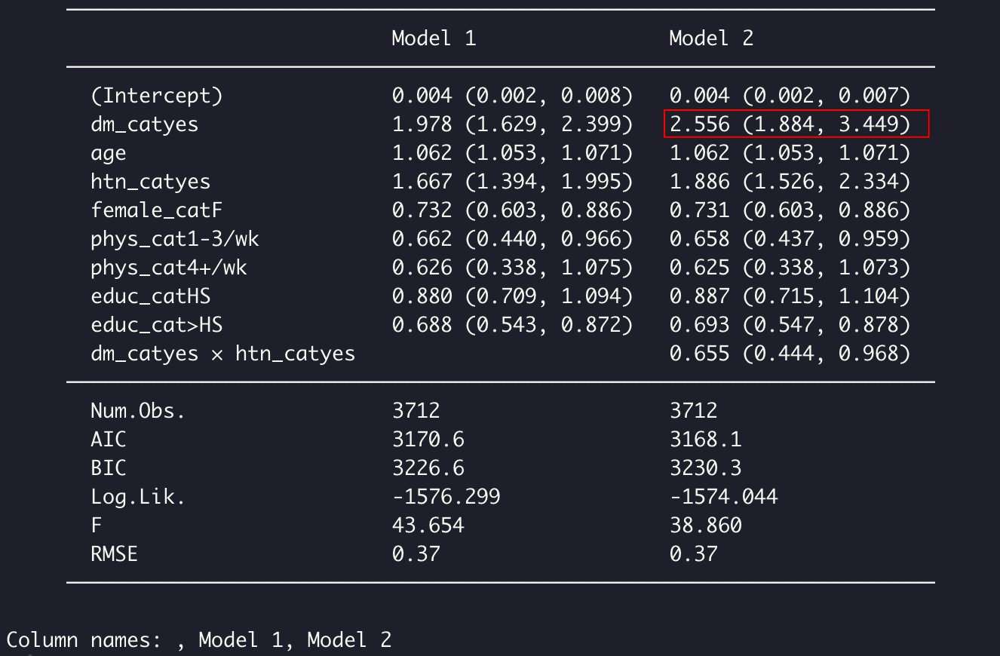 Model 1 Model 2
(Intercept) 0.004 (0.002, 0.008) 0.004 (0.002, 0.007)
dm_catyes 1.978 (1.629, 2.399) 2.556 (1.884, 3.449)
age 1.062 (1.053, 1.071) 1.062 (1.053, 1.071)
htn_catyes 1.667 (1.394, 1.995) 1.886 (1.526, 2.334)
female_catF 0.732 (0.603, 0.886) 0.731 (0.603, 0.886)
phys_cat1-3/wk 0.662 (0.440, 0.966) 0.658 (0.437, 0.959)
phys_cat4+/wk 0.626 (0.338, 1.075) 0.625 (0.338, 1.073)
educ_catHS 0.880 (0.709, 1.094) 0.887 (0.715, 1.104)
educ_cat>HS 0.688 (0.543, 0.872) 0.693 (0.547, 0.878)
dm_catyes × htn_catyes 0.655 (0.444, 0.968)
Num.Obs. 3712 3712
AIC 3170.6 3168.1
BIC 3226.6 3230.3
Log.Lik. -1576.299 -1574.044
F 43.654 38.860
RMSE 0.37 0.37
Column names: , Model 1, Model 2